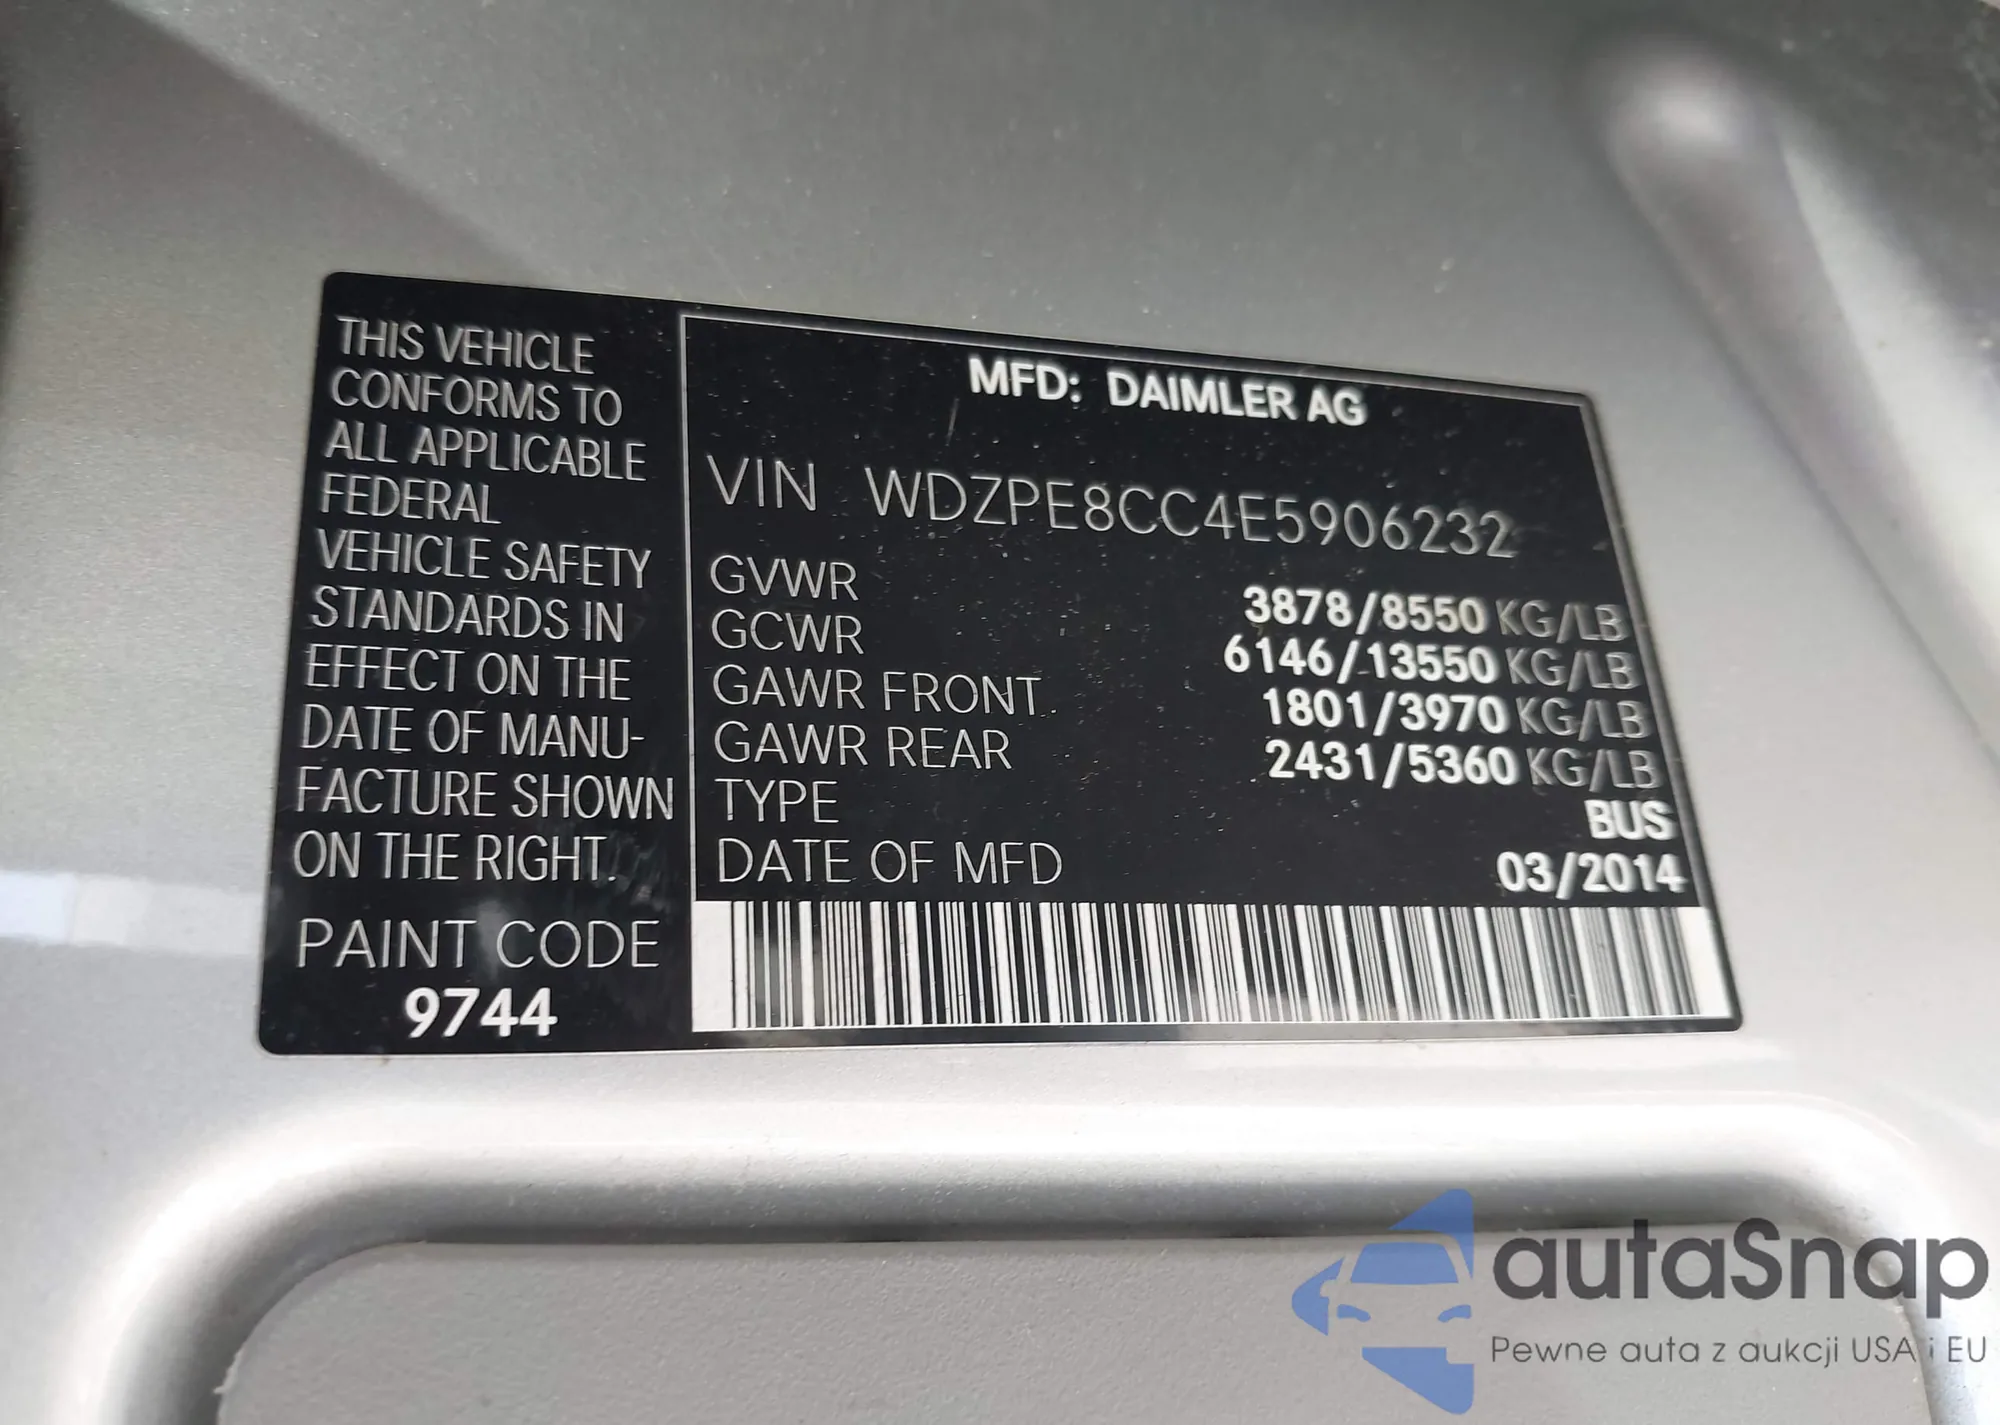 THIS VEHICLE
CONFORMS TO
ALL APPLICABLE
FEDERAL
VEHICLE SAFETY
STANDARDS IN
EFFECT ON THE
DATE OF MANU-
FACTURE SHOWN
ON THE RIGHT.
PAINT CODE
9744
MFD: DAIMLER AG
VIN WDZPE8CC4E5906232
GVWR 3878/8550 KG/LB
GCWR 6146/13550 KG/LB
GAWR FRONT 1801/3970 KG/LB
GAWR REAR 2431/5360 KG/LB
TYPE BUS
DATE OF MFD 03/2014
autaSnap
Pewne auta z aukcji USA i EU